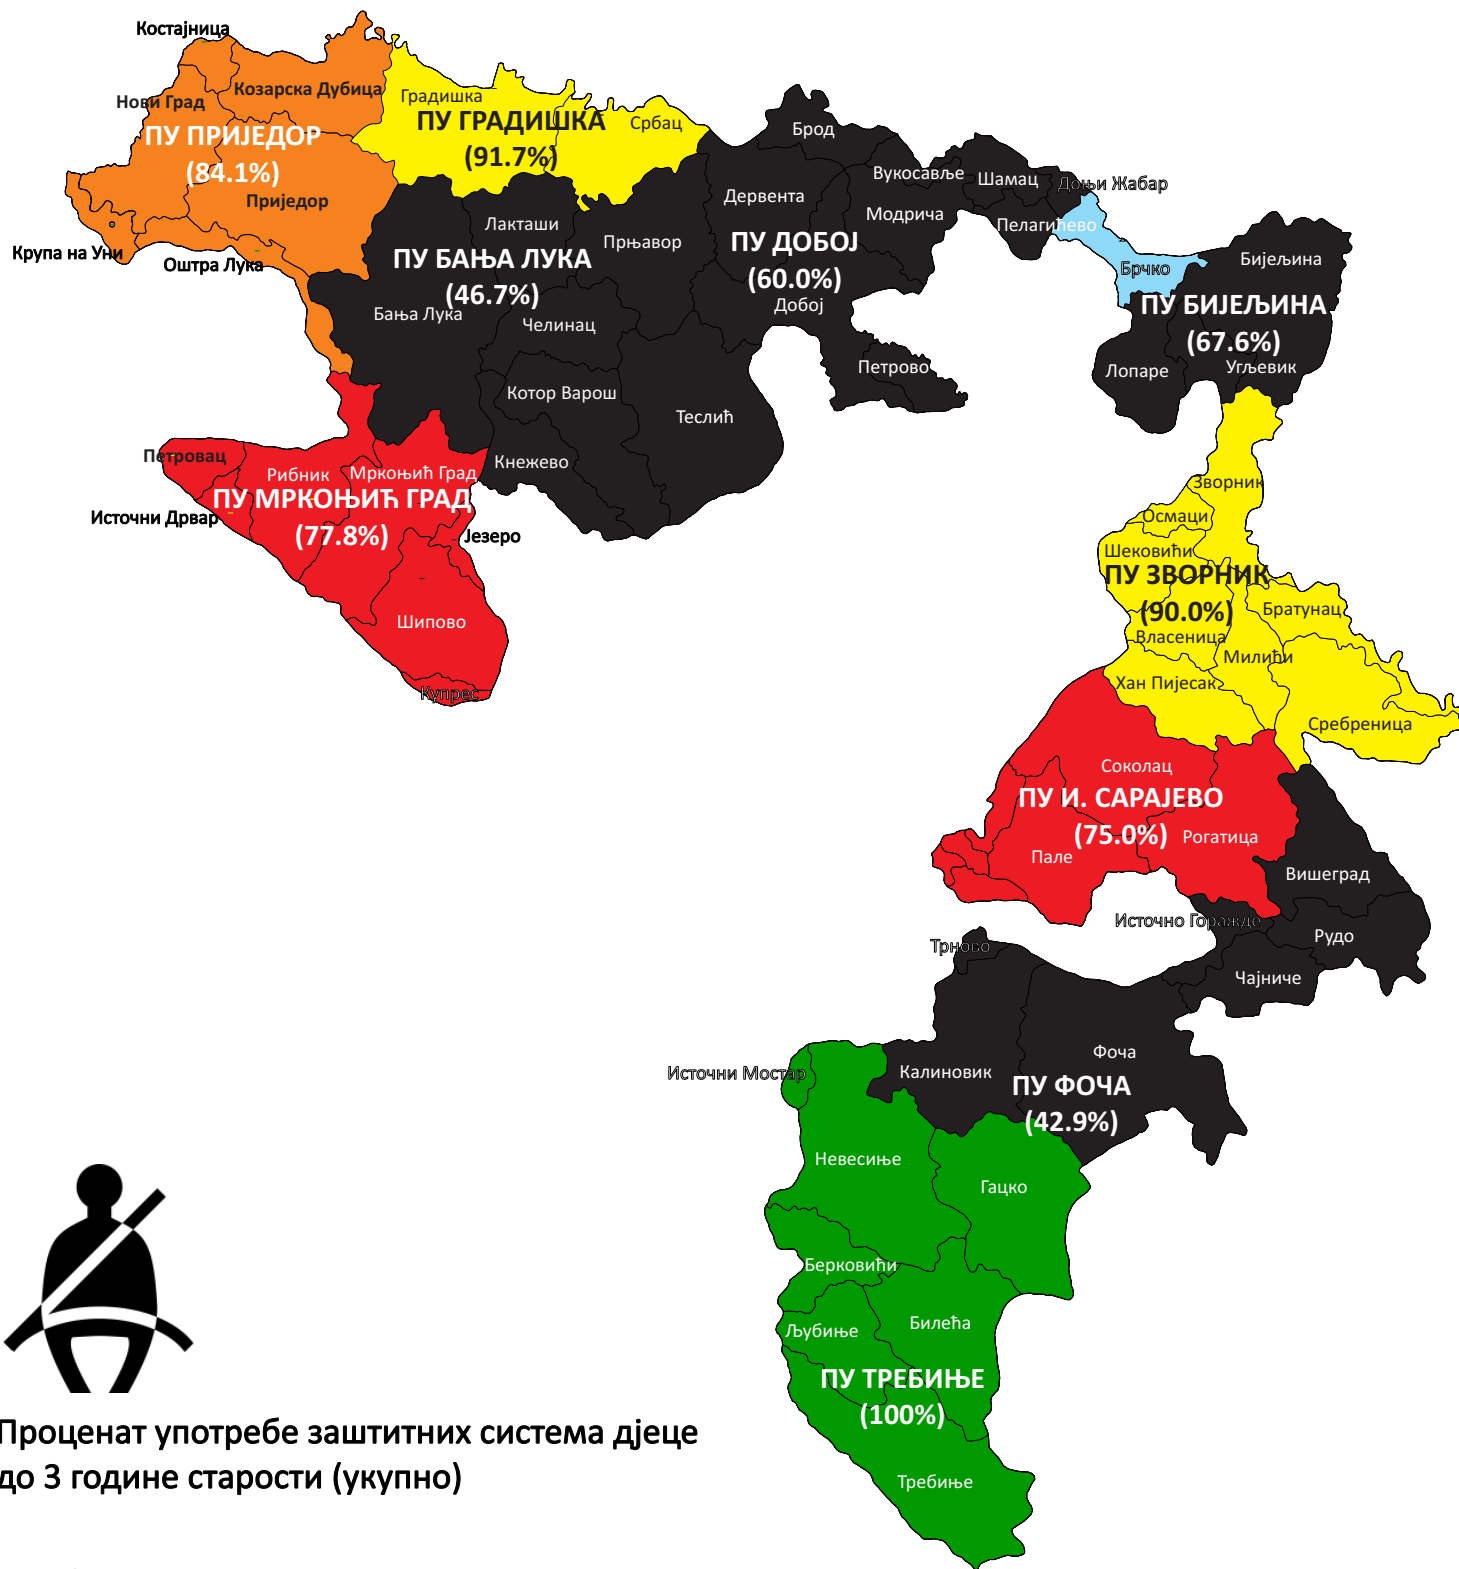 Костајница
Козарска Дубица
Нови Град
ПУ ПРИЈЕДОР
(84.1%)
Приједор
Крупа на Уни
Оштра Лука
Градишка
ПУ ГРАДИШКА
(91.7%)
Србац
Лакташи
Прњавор
ПУ БАЊА ЛУКА
(46.7%)
Бања Лука
Челинац
Котор Варош
Кнежево
Теслић
Брод
Вукосавље
Шамац
Доњи Жабар
Дервента
Модрича
Пелагићево
ПУ ДОБОЈ
(60.0%)
Добој
Петрово
Брчко
Бијељина
ПУ БИЈЕЉИНА
(67.6%)
Лопаре
Угљевик
Петровац
Рибник
Мркоњић Град
ПУ МРКОЊИЋ ГРАД
(77.8%)
Источни Дрвар
Језеро
Шипово
Купрес
Зворник
Осмаци
Шековићи
ПУ ЗВОРНИК
(90.0%)
Братунац
Власеница
Милићи
Хан Пијесак
Сребреница
Соколац
ПУ И. САРАЈЕВО
(75.0%)
Рогатица
Пале
Вишеград
Источно Горажде
Рудо
Трново
Чајниче
Фоча
Калиновик
ПУ ФОЧА
(42.9%)
Источни Мостар
Невесиње
Гацко
Берковићи
Љубиње
Билећа
ПУ ТРЕБИЊЕ
(100%)
Требиње
Проценат употребе заштитних система дјеце
до 3 године старости (укупно)